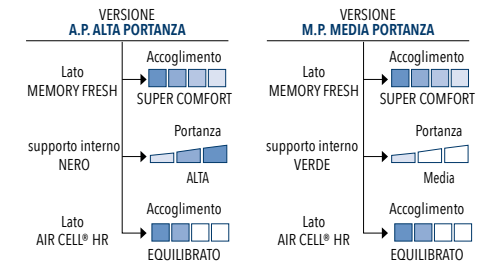 VERSIONE
A.P. ALTA PORTANZA
Lato
MEMORY FRESH
Accoglimento
SUPER COMFORT
supporto interno
NERO
Portanza
ALTA
Lato
AIR CELL® HR
Accoglimento
EQUILIBRATO
VERSIONE
M.P. MEDIA PORTANZA
Lato
MEMORY FRESH
Accoglimento
SUPER COMFORT
supporto interno
VERDE
Portanza
Media
Lato
AIR CELL® HR
Accoglimento
EQUILIBRATO